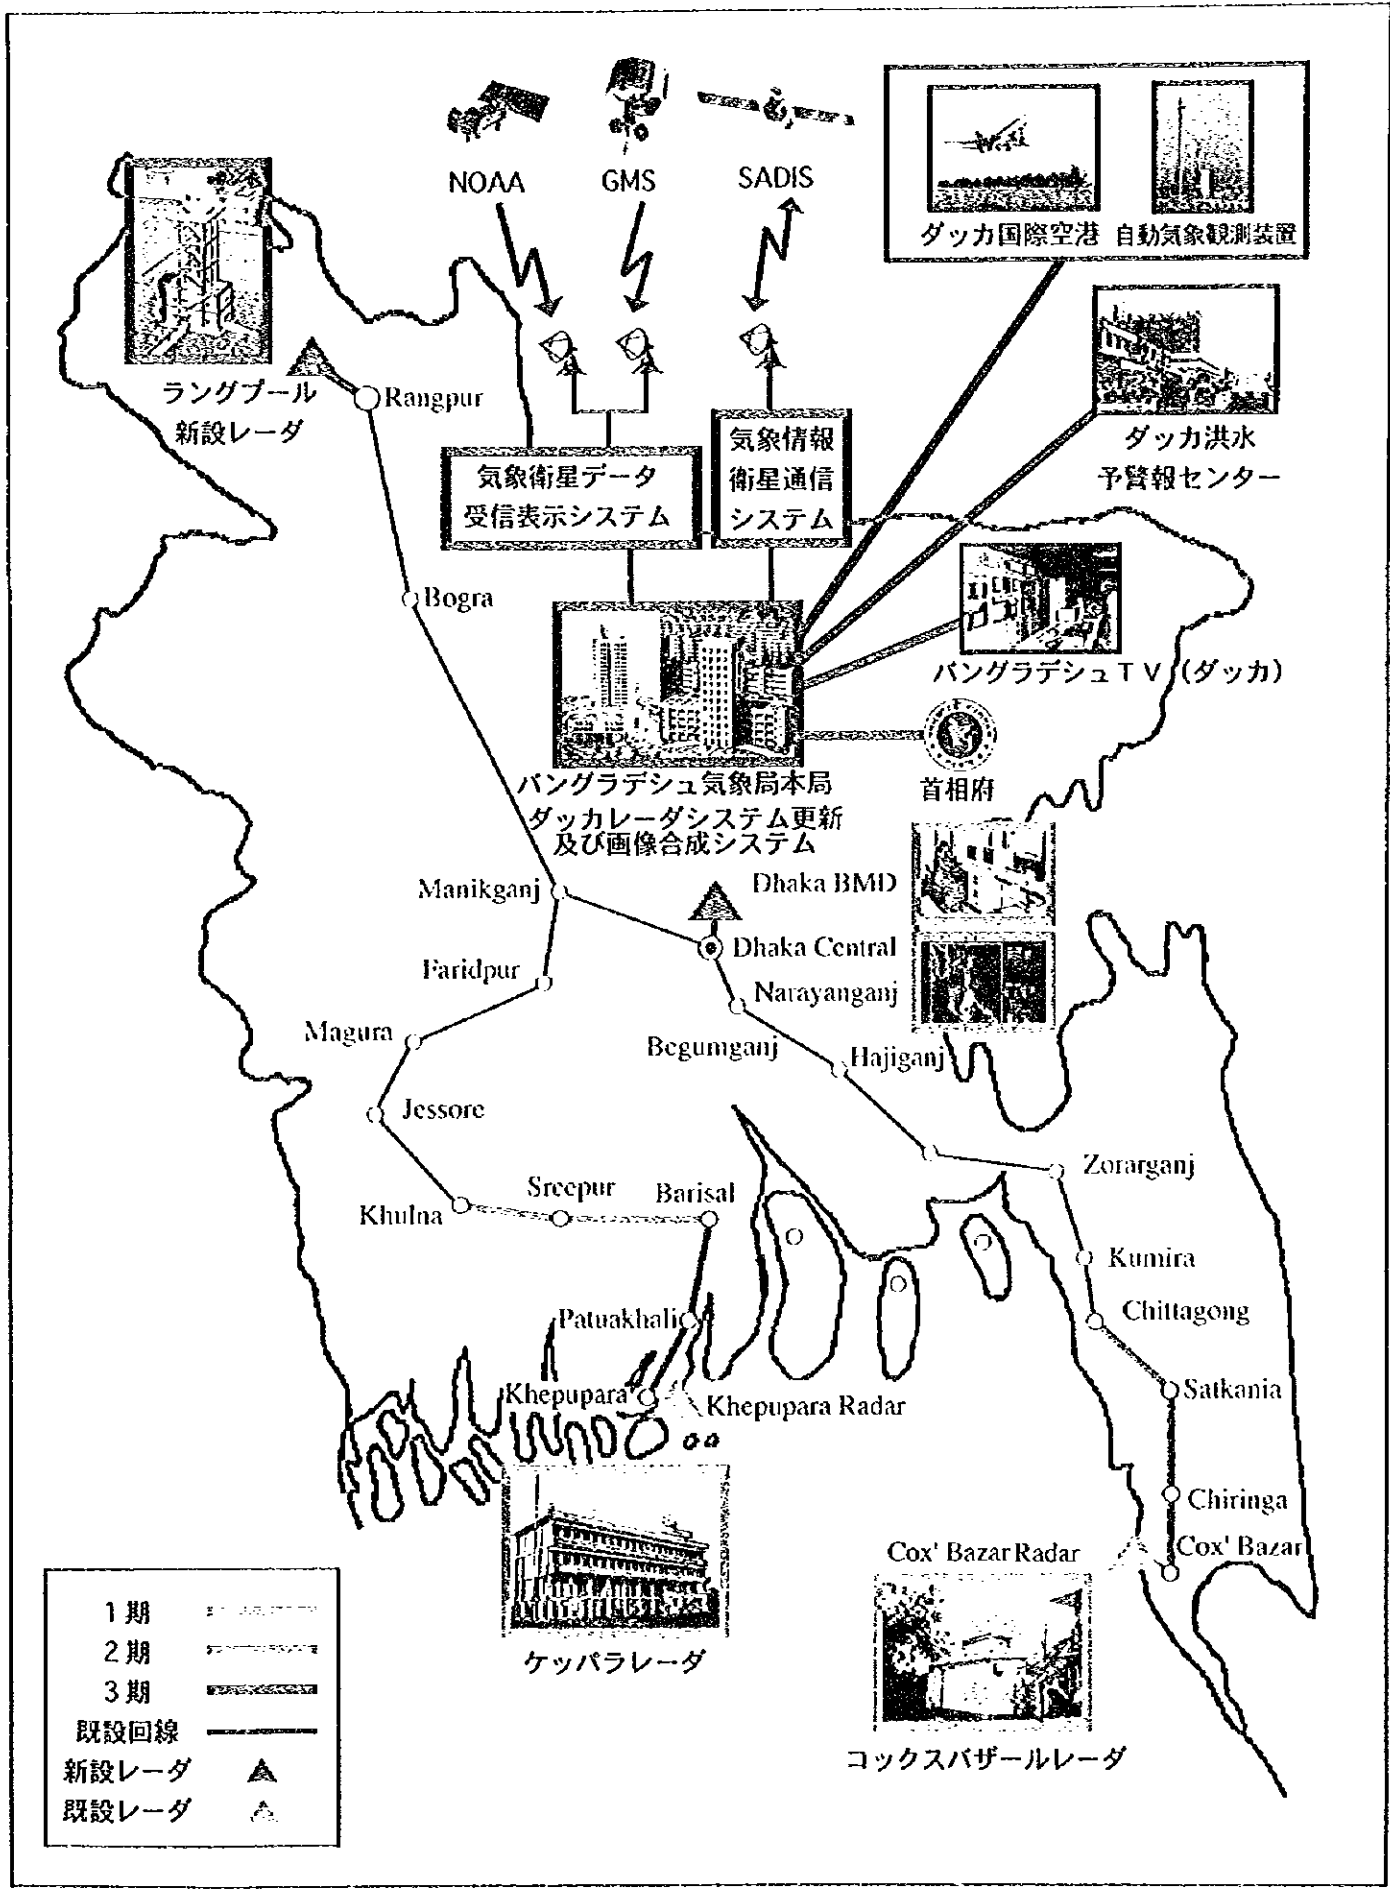 NOAA
GMS
SADIS
ダッカ国際空港
自動気象観測装置
ラングプール
新設レーダ
Rangpur
気象衛星データ
受信表示システム
気象情報
衛星通信
システム
ダッカ洪水
予警報センター
Bogra
バングラデシュTV(ダッカ)
バングラデシュ気象局本局
ダッカレーダシステム更新
及び画像合成システム
首相府
Manikganj
Dhaka BMD
Dhaka Central
Faridpur
Narayanganj
Magura
Begumganj
Hajiganj
Jessore
Zorarganj
Khulna
Sreepur
Barisal
Kumira
Patuakhali
Chittagong
Khepupara
Khepupara Radar
Satkania
Chiringa
Cox' Bazar Radar
Cox' Bazar
ケッパラレーダ
コックスバザールレーダ
1期
2期
3期
既設回線
新設レーダ
既設レーダ